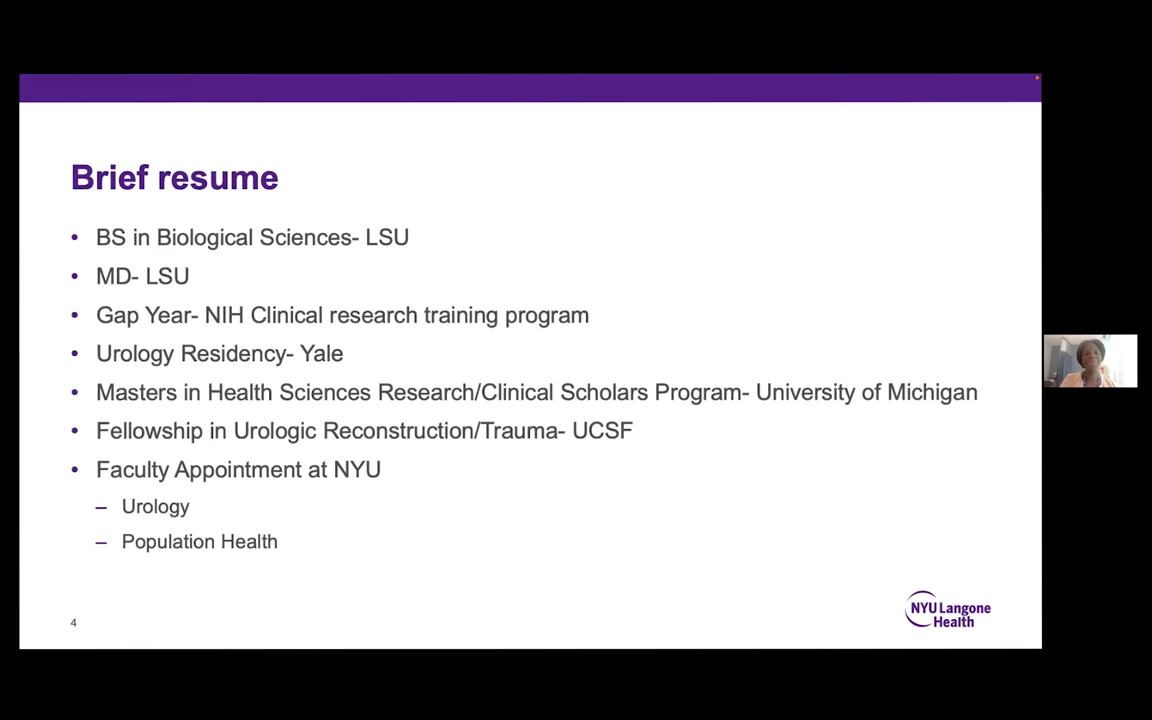 Brief resume
• BS in Biological Sciences- LSU
• MD- LSU
• Gap Year- NIH Clinical research training program
• Urology Residency- Yale
• Masters in Health Sciences Research/Clinical Scholars Program- University of Michigan
• Fellowship in Urologic Reconstruction/Trauma- UCSF
• Faculty Appointment at NYU
– Urology
– Population Health
4
NYU Langone
Health